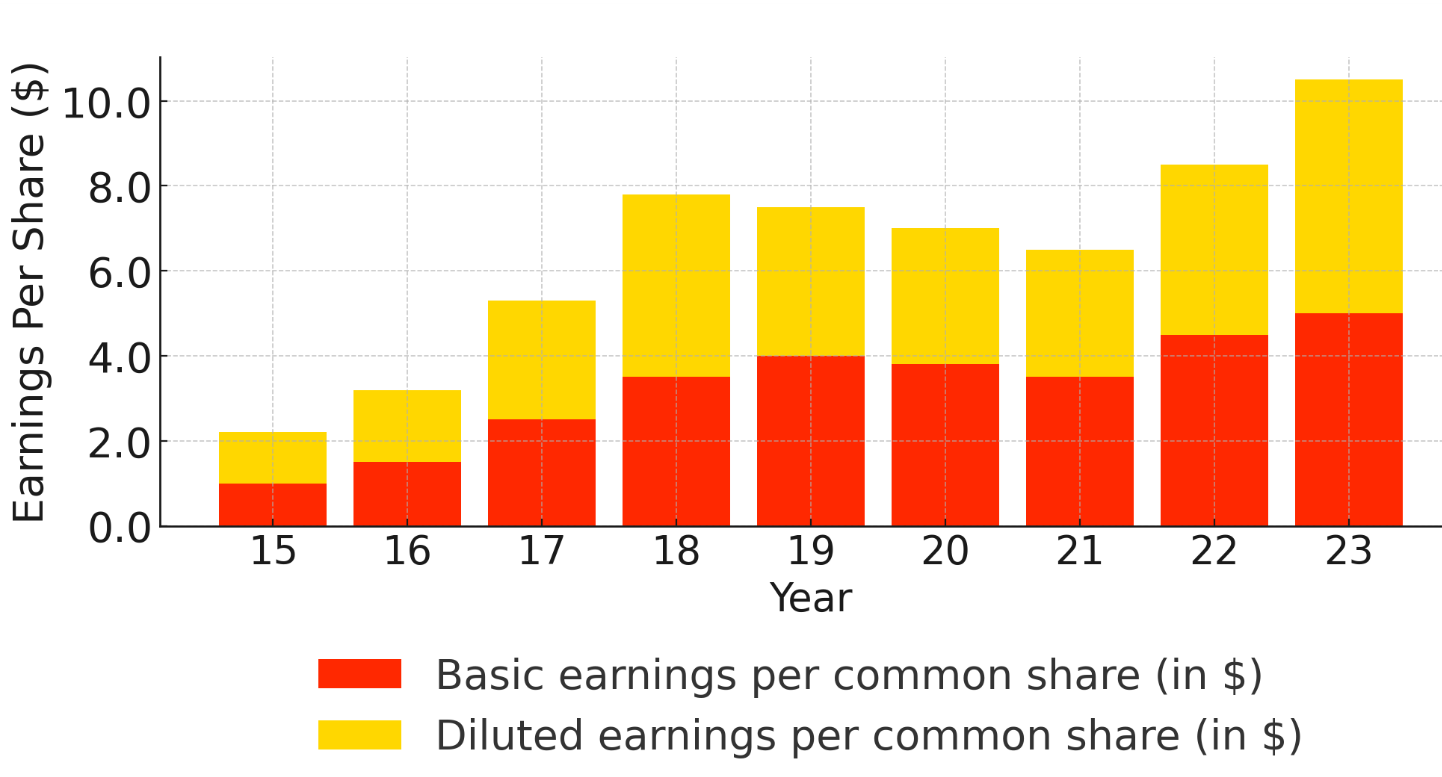 Earnings Per Share ($)
10.0
8.0
6.0
4.0
2.0
0.0
15 16 17 18 19 20 21 22 23
Year
Basic earnings per common share (in $)
Diluted earnings per common share (in $)